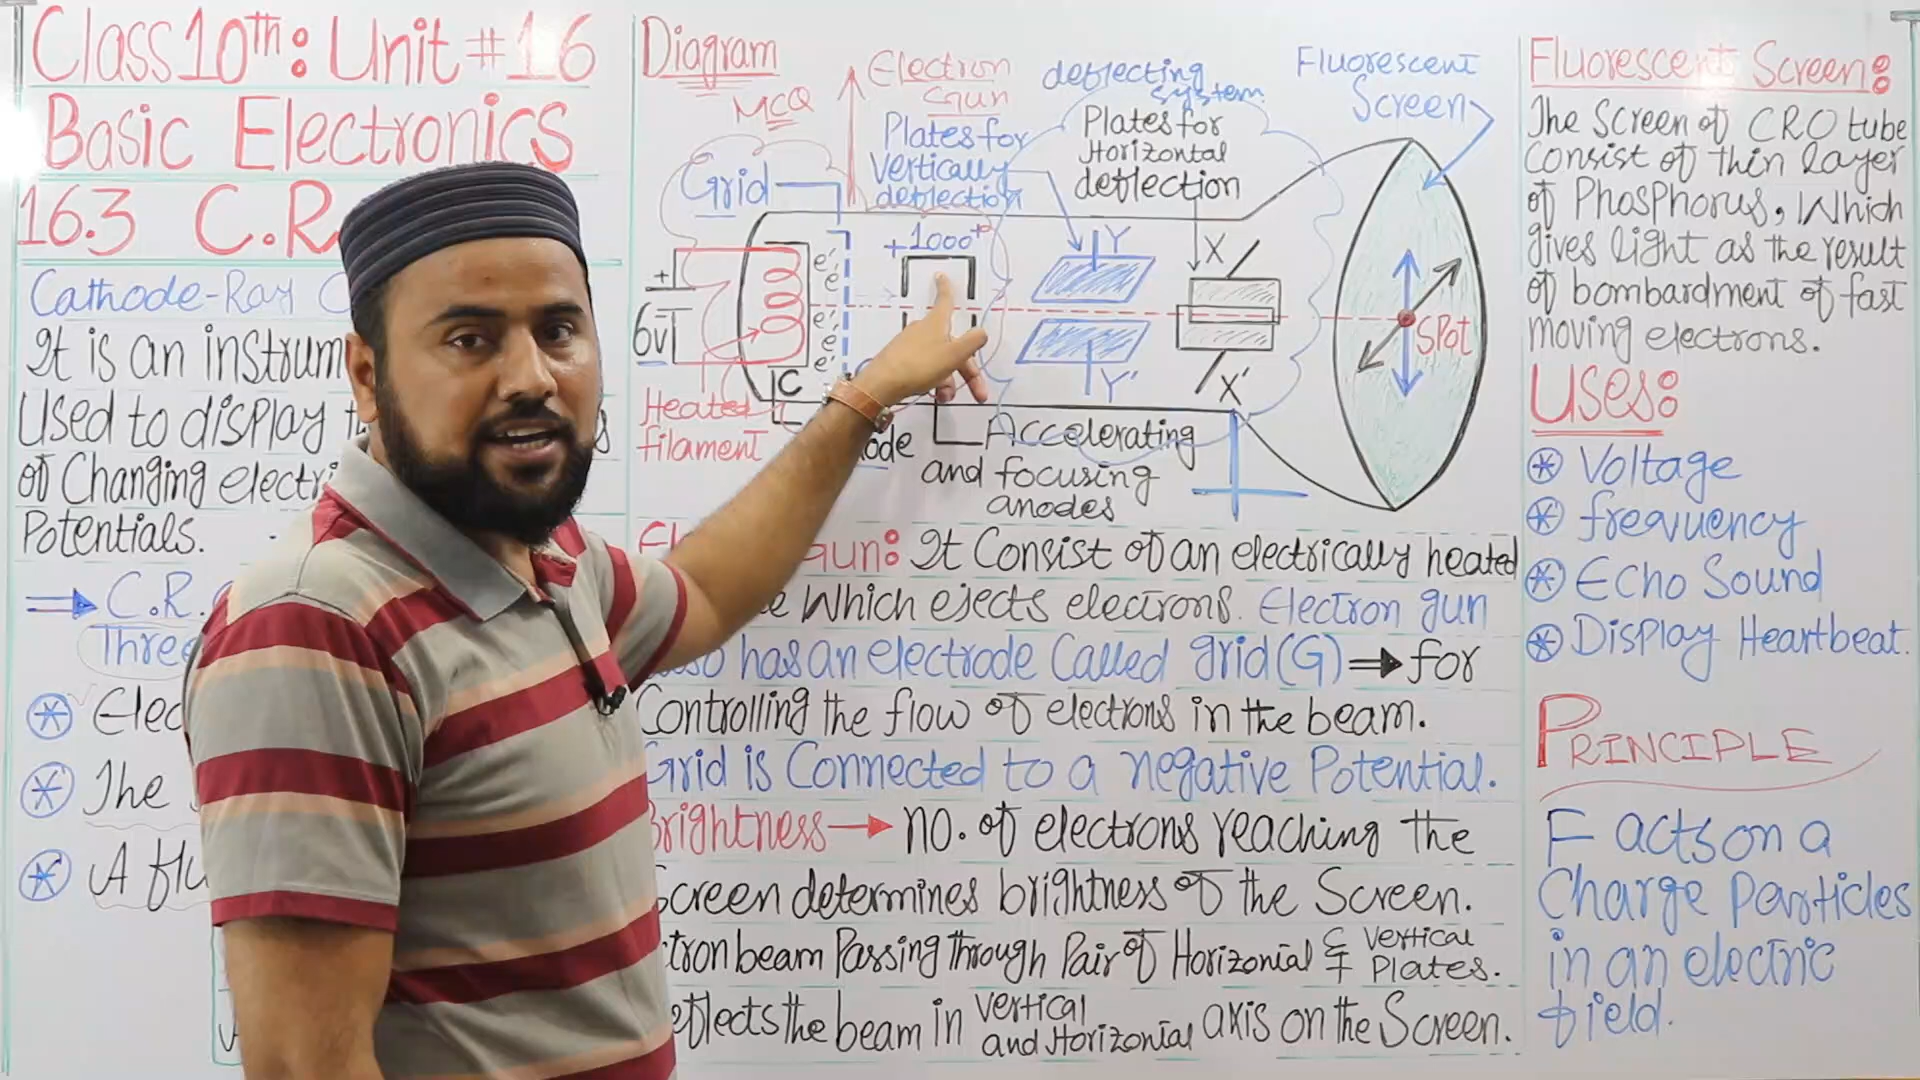 Class 10th: Unit # 16
Basic Electronics
16.3 C.R.
Cathode-Ray
It is an instrum
Used to display
of Changing electri
Potentials.
C.R.
Three
Elec
The
A flu
Diagram
MCQ
Electron
Gun
deflecting
system.
Fluorescent
Screen
Grid
Plates for
Vertically
deflection
Plates for
Horizontal
deflection
+1000
Y
X
+
6v
e
e
e
e
e
Spot
Y'
X'
C
Heated
filament
ode
Accelerating
and focusing
anodes
Gun: It Consist of an electrically heated
e Which ejects electrons. Electron gun
has an electrode Called grid (G) → for
Controlling the flow of electrons in the beam.
Grid is Connected to a negative Potential.
Brightness → no. of electrons reaching the
Screen determines brightness of the Screen.
tron beam Passing through Pair of Horizonial & Vertical Plates.
eflects the beam in Vertical and Horizonial axis on the Screen.
Fluorescent Screen:
The Screen of CRO tube
Consist of thin layer
of Phosphorus, Which
gives light as the result
of bombardment of fast
moving electrons.
Uses:
Voltage
frequuency
Echo Sound
Display Heartbeat.
PRINCIPLE
F acts on a
Charge Particles
in an electric
field.